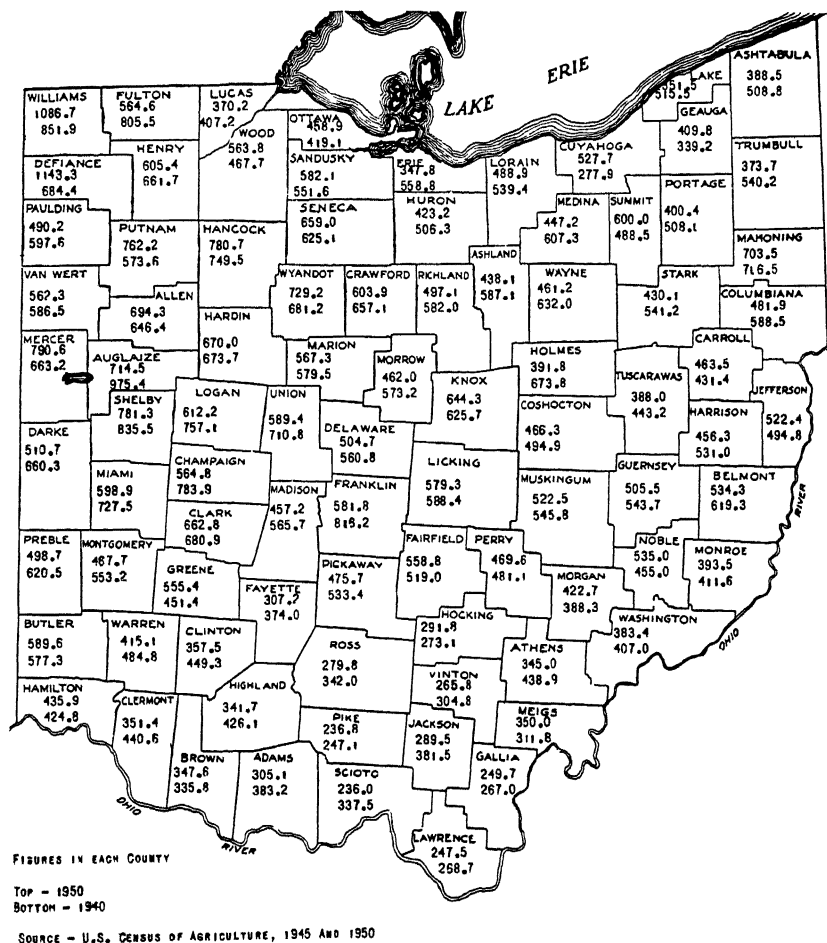 LAKE ERIE
WILLIAMS
1086.7
851.9
FULTON
564.6
805.5
LUCAS
370.2
407.2
WOOD
563.8
467.7
OTTAWA
458.9
419.1
LAKE
515.5
ASHTABULA
388.5
508.8
GEAUGA
409.8
339.2
CUYAHOGA
527.7
277.9
TRUMBULL
373.7
540.2
DEFIANCE
1143.3
684.4
HENRY
605.4
661.7
SANDUSKY
582.1
551.6
ERIE
347.8
558.8
LORAIN
488.9
539.4
PORTAGE
400.4
508.1
PAULDING
490.2
597.6
PUTNAM
762.2
573.6
HANCOCK
780.7
749.5
SENECA
659.0
625.1
HURON
423.2
506.3
MEDINA
447.2
607.3
SUMMIT
600.0
488.5
MAHONING
703.5
716.5
VAN WERT
562.3
586.5
ALLEN
694.3
646.4
WYANDOT
729.2
681.2
CRAWFORD
603.9
657.1
RICHLAND
497.1
582.0
ASHLAND
438.1
587.1
WAYNE
461.2
632.0
STARK
430.1
541.2
COLUMBIANA
481.9
588.5
MERCER
790.6
663.2
AUGLAIZE
714.5
975.4
HARDIN
670.0
673.7
MARION
567.3
579.5
MORROW
462.0
573.2
KNOX
644.3
625.7
HOLMES
391.8
673.8
TUSCARAWAS
388.0
443.2
CARROLL
463.5
431.4
JEFFERSON
522.4
494.8
DARKE
510.7
660.3
SHELBY
781.3
835.5
LOGAN
612.2
757.1
UNION
589.4
710.8
DELAWARE
504.7
560.8
COSHOCTON
466.3
494.9
HARRISON
456.3
531.0
MIAMI
598.9
727.5
CHAMPAIGN
564.8
783.9
LICKING
579.3
588.4
MUSKINGUM
522.5
545.8
GUERNSEY
505.5
543.7
BELMONT
534.3
619.3
CLARK
662.8
680.9
MADISON
457.2
565.7
FRANKLIN
581.8
816.2
PREBLE
498.7
620.5
MONTGOMERY
467.7
553.2
GREENE
555.4
451.4
FAYETTE
307.2
374.0
PICKAWAY
475.7
533.4
FAIRFIELD
558.8
519.0
PERRY
469.6
481.1
MORGAN
422.7
388.3
NOBLE
535.0
455.0
MONROE
393.5
411.6
BUTLER
589.6
577.3
WARREN
415.1
484.8
CLINTON
357.5
449.3
ROSS
279.8
342.0
HOCKING
291.8
273.1
ATHENS
345.0
438.9
WASHINGTON
383.4
407.0
HAMILTON
435.9
424.8
CLERMONT
351.4
440.6
HIGHLAND
341.7
426.1
PIKE
236.8
247.1
VINTON
265.8
304.8
JACKSON
289.5
381.5
MEIGS
350.0
311.8
BROWN
347.6
335.8
ADAMS
305.1
383.2
SCIOTO
236.0
337.5
GALLIA
249.7
267.0
LAWRENCE
247.5
268.7
OHIO RIVER
OHIO RIVER
FIGURES IN EACH COUNTY
TOP – 1950
BOTTOM – 1940
SOURCE – U.S. CENSUS OF AGRICULTURE, 1945 AND 1950